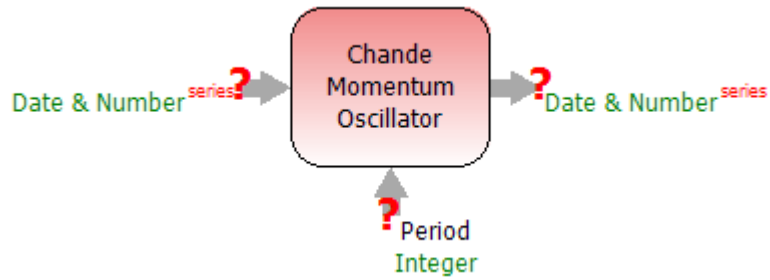 Chande
Momentum
Oscillator
Date & Number series ?
? Date & Number series
? Period
Integer